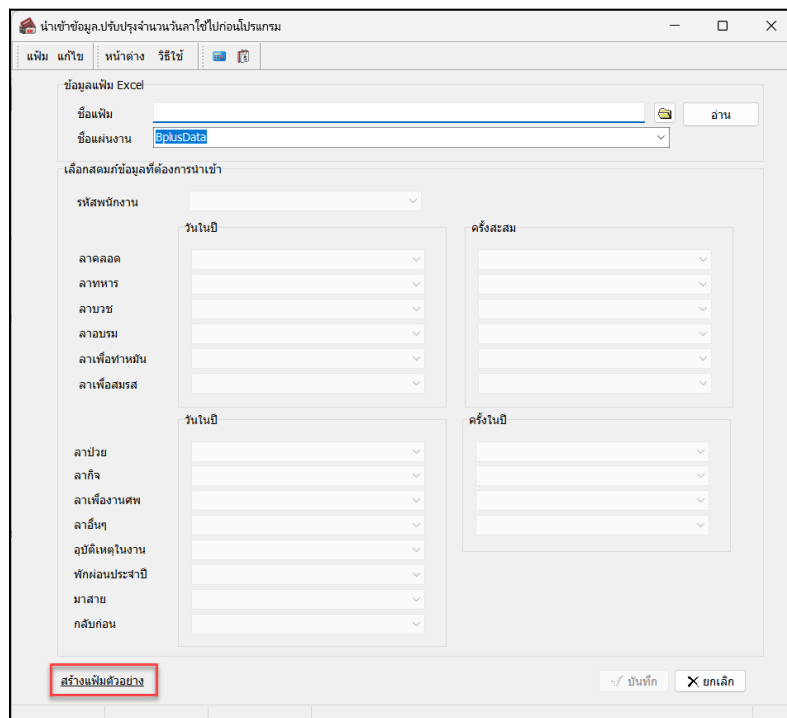 นำเข้าข้อมูล.ปรับปรุงจำนวนวันลาใช้ไปก่อนโปรแกรม
แฟ้ม แก้ไข หน้าต่าง วิธีใช้
ข้อมูลแฟ้ม Excel
ชื่อแฟ้ม อ่าน
ชื่อแผ่นงาน BplusData
เลือกสดมภ์ข้อมูลที่ต้องการนำเข้า
รหัสพนักงาน
วันในปี ครั้งสะสม
ลาคลอด
ลาทหาร
ลาบวช
ลาอบรม
ลาเพื่อทำหมัน
ลาเพื่อสมรส
วันในปี ครั้งในปี
ลาป่วย
ลากิจ
ลาเพื่องานศพ
ลาอื่นๆ
อุบัติเหตุในงาน
พักผ่อนประจำปี
มาสาย
กลับก่อน
สร้างแฟ้มตัวอย่าง บันทึก ยกเลิก